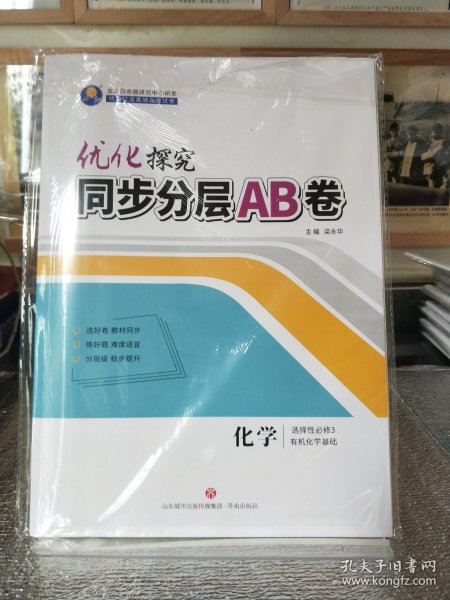 优化探究
同步分层AB卷
主编 梁永华
选好卷 教材同步
练好题 难度适宜
分层级 稳步提升
化学
选择性必修3
有机化学基础
山东城市出版传媒集团·济南出版社
孔夫子旧书网
www.kongfz.com